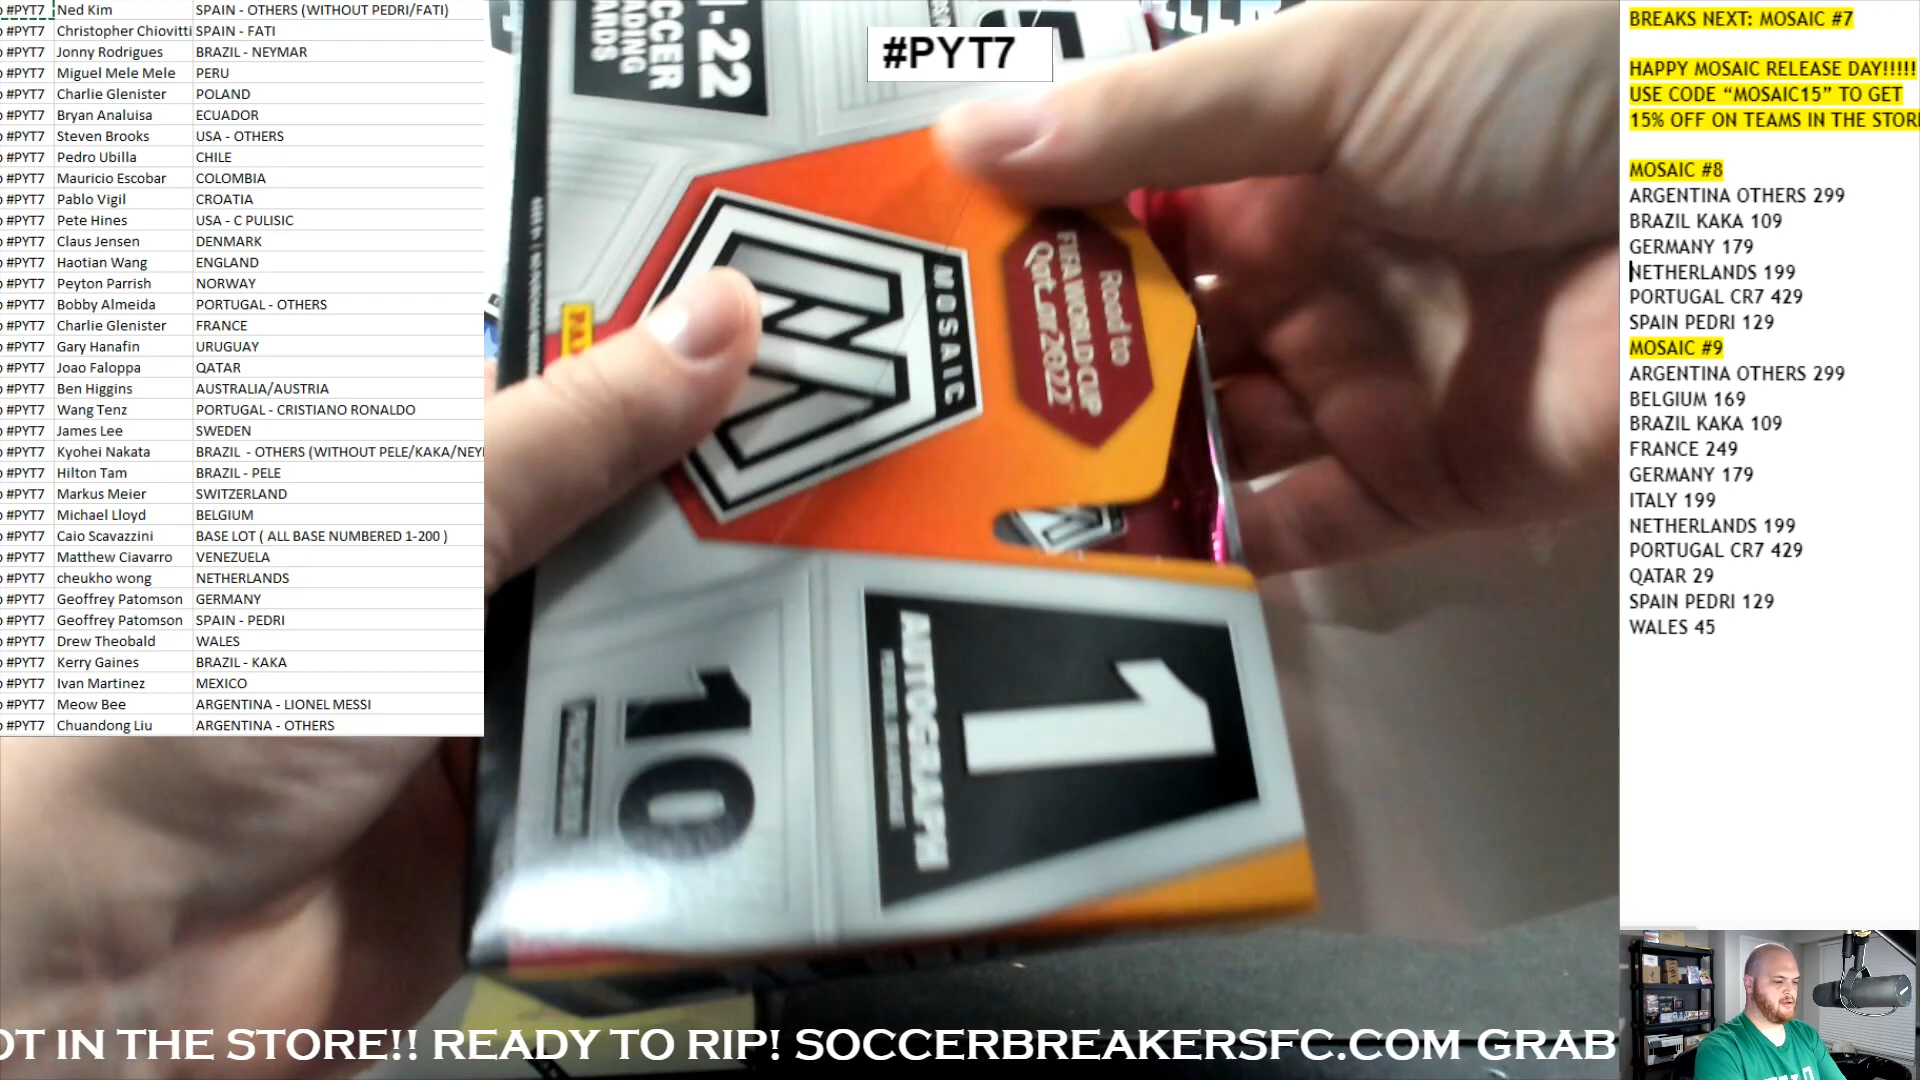 #PYT7 Ned Kim SPAIN - OTHERS (WITHOUT PEDRI/FATI)
#PYT7 Christopher Chiovitti SPAIN - FATI
#PYT7 Jonny Rodrigues BRAZIL - NEYMAR
#PYT7 Miguel Mele Mele PERU
#PYT7 Charlie Glenister POLAND
#PYT7 Bryan Analuisa ECUADOR
#PYT7 Steven Brooks USA - OTHERS
#PYT7 Pedro Ubilla CHILE
#PYT7 Mauricio Escobar COLOMBIA
#PYT7 Pablo Vigil CROATIA
#PYT7 Pete Hines USA - C PULISIC
#PYT7 Claus Jensen DENMARK
#PYT7 Haotian Wang ENGLAND
#PYT7 Peyton Parrish NORWAY
#PYT7 Bobby Almeida PORTUGAL - OTHERS
#PYT7 Charlie Glenister FRANCE
#PYT7 Gary Hanafin URUGUAY
#PYT7 Joao Faloppa QATAR
#PYT7 Ben Higgins AUSTRALIA/AUSTRIA
#PYT7 Wang Tenz PORTUGAL - CRISTIANO RONALDO
#PYT7 James Lee SWEDEN
#PYT7 Kyohei Nakata BRAZIL - OTHERS (WITHOUT PELE/KAKA/NEY
#PYT7 Hilton Tam BRAZIL - PELE
#PYT7 Markus Meier SWITZERLAND
#PYT7 Michael Lloyd BELGIUM
#PYT7 Caio Scavazzini BASE LOT ( ALL BASE NUMBERED 1-200 )
#PYT7 Matthew Ciavarro VENEZUELA
#PYT7 cheukho wong NETHERLANDS
#PYT7 Geoffrey Patomson GERMANY
#PYT7 Geoffrey Patomson SPAIN - PEDRI
#PYT7 Drew Theobald WALES
#PYT7 Kerry Gaines BRAZIL - KAKA
#PYT7 Ivan Martinez MEXICO
#PYT7 Meow Bee ARGENTINA - LIONEL MESSI
#PYT7 Chuandong Liu ARGENTINA - OTHERS
#PYT7
-22
SOCCER
TRADING
CARDS
MOSAIC
Road to
FIFA WORLD CUP
Qatar 2022
1
AUTOGRAPH
10
BREAKS NEXT: MOSAIC #7
HAPPY MOSAIC RELEASE DAY!!!!!
USE CODE “MOSAIC15” TO GET
15% OFF ON TEAMS IN THE STOR
MOSAIC #8
ARGENTINA OTHERS 299
BRAZIL KAKA 109
GERMANY 179
NETHERLANDS 199
PORTUGAL CR7 429
SPAIN PEDRI 129
MOSAIC #9
ARGENTINA OTHERS 299
BELGIUM 169
BRAZIL KAKA 109
FRANCE 249
GERMANY 179
ITALY 199
NETHERLANDS 199
PORTUGAL CR7 429
QATAR 29
SPAIN PEDRI 129
WALES 45
OT IN THE STORE!! READY TO RIP! SOCCERBREAKERSFC.COM GRAB